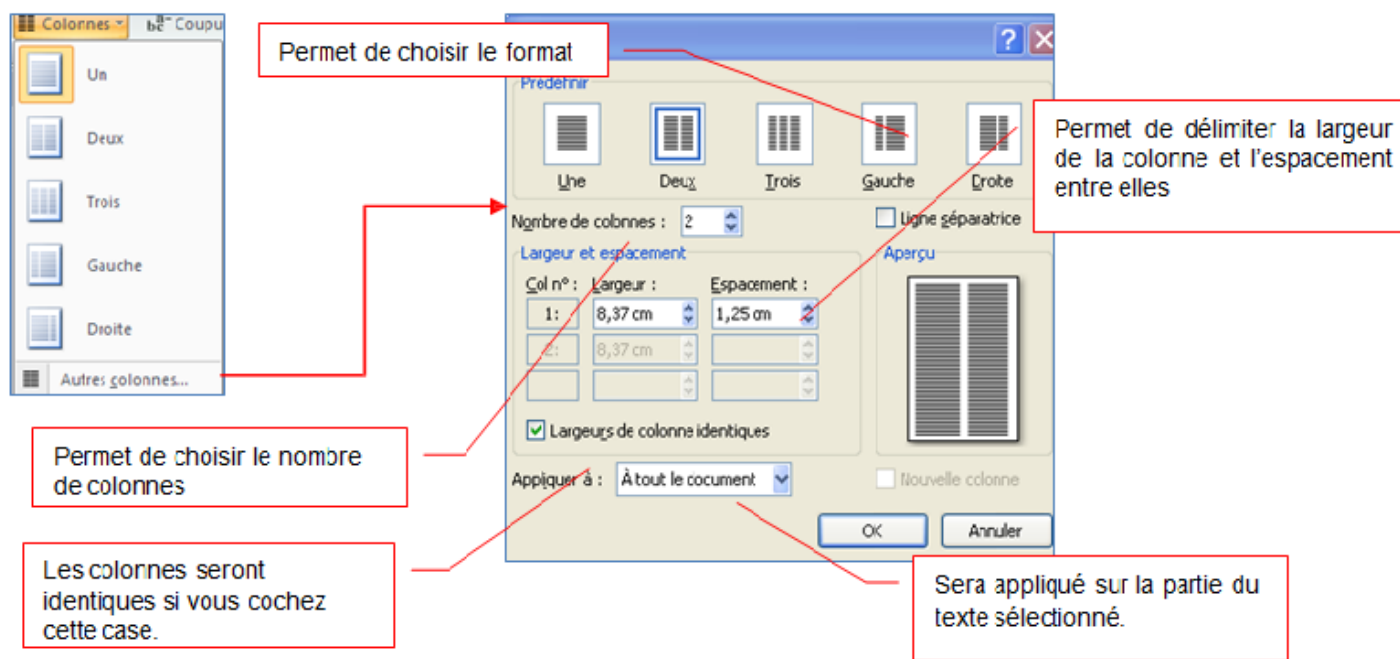 Colonnes
Coupu
Un
Deux
Trois
Gauche
Droite
Autres colonnes...
Permet de choisir le format
Prédéfinir
Une
Deux
Trois
Gauche
Droite
Permet de délimiter la largeur
de la colonne et l'espacement
entre elles
Nombre de colonnes : 2
Ligne séparatrice
Largeur et espacement
Aperçu
Col n° : Largeur : Espacement :
1: 8,37 cm 1,25 cm
2: 8,37 cm
Largeurs de colonne identiques
Permet de choisir le nombre
de colonnes
Appliquer à : À tout le document
Nouvelle colonne
OK
Annuler
Les colonnes seront
identiques si vous cochez
cette case.
Sera appliqué sur la partie du
texte sélectionné.